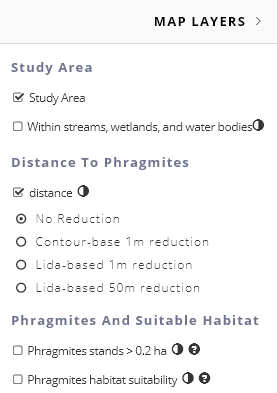 MAP LAYERS
Study Area
Study Area
Within streams, wetlands, and water bodies
Distance To Phragmites
distance
No Reduction
Contour-base 1m reduction
Lida-based 1m reduction
Lida-based 50m reduction
Phragmites And Suitable Habitat
Phragmites stands > 0.2 ha ?
Phragmites habitat suitability ?